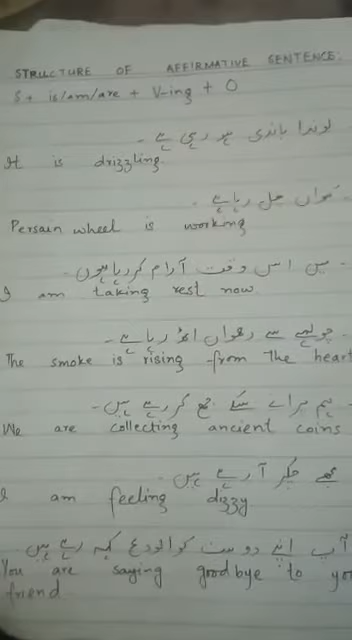 STRUCTURE OF AFFIRMATIVE SENTENCE:
S+ is/am/are + V-ing + O
بوندا باندی ہو رہی ہے۔
It is drizzling.
کنواں چل رہا ہے۔
Persain wheel is working
میں اس وقت آرام کر رہا ہوں۔
I am taking rest now.
چولہے سے دھواں اٹھ رہا ہے۔
The smoke is rising from the heart
ہم پرانے سکے جمع کر رہے ہیں۔
We are collecting ancient coins
مجھے چکر آ رہے ہیں۔
I am feeling dizzy.
آپ اپنے دوست کو الودع کہہ رہے ہیں۔
You are saying goodbye to you
friend.